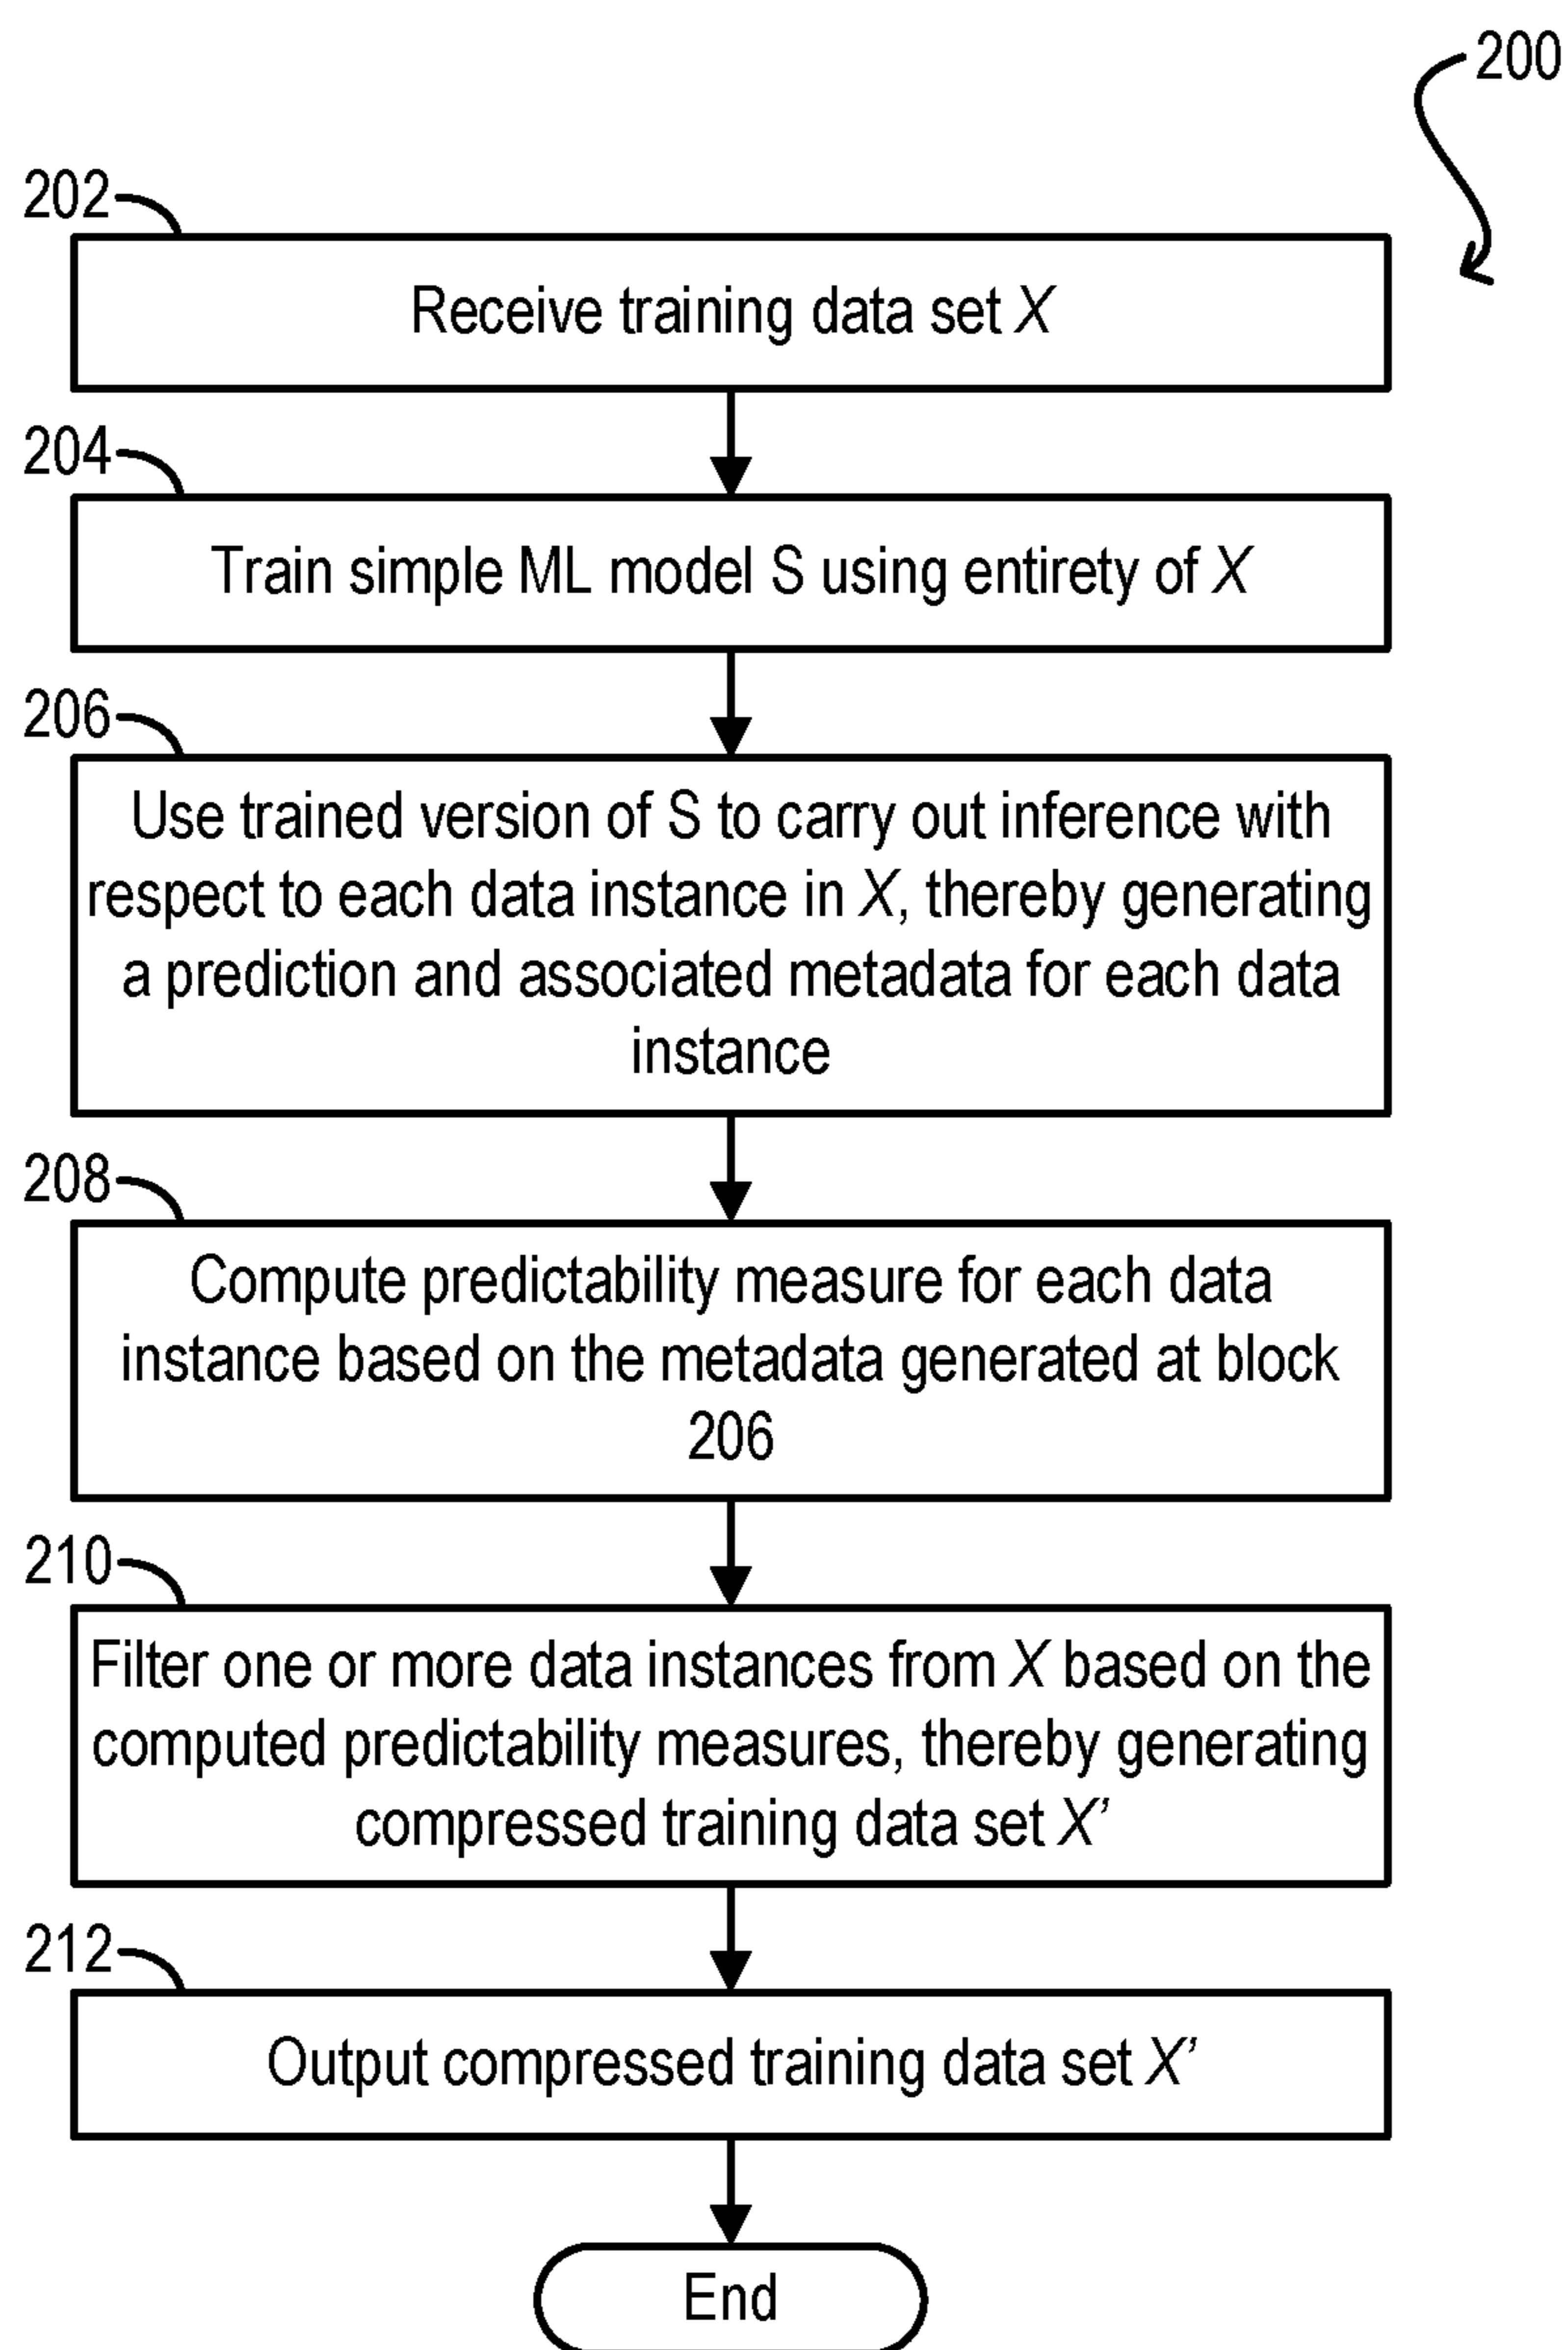 200
202
Receive training data set X
204
Train simple ML model S using entirety of X
206
Use trained version of S to carry out inference with
respect to each data instance in X, thereby generating
a prediction and associated metadata for each data
instance
208
Compute predictability measure for each data
instance based on the metadata generated at block
206
210
Filter one or more data instances from X based on the
computed predictability measures, thereby generating
compressed training data set X’
212
Output compressed training data set X’
End